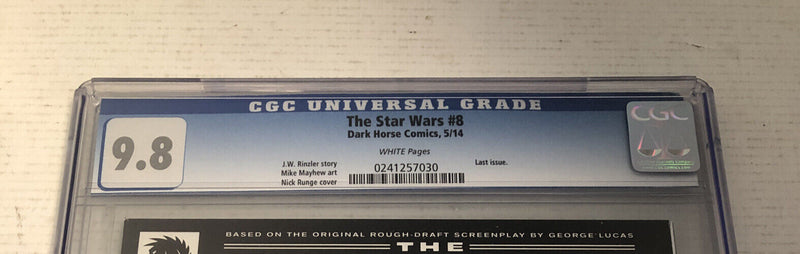 CGC UNIVERSAL GRADE
9.8
The Star Wars #8
Dark Horse Comics, 5/14
WHITE Pages
J.W. Rinzler story
Mike Mayhew art
Nick Runge cover
0241257030
Last issue.
CGC
BASED ON THE ORIGINAL ROUGH-DRAFT SCREENPLAY BY GEORGE LUCAS
THE